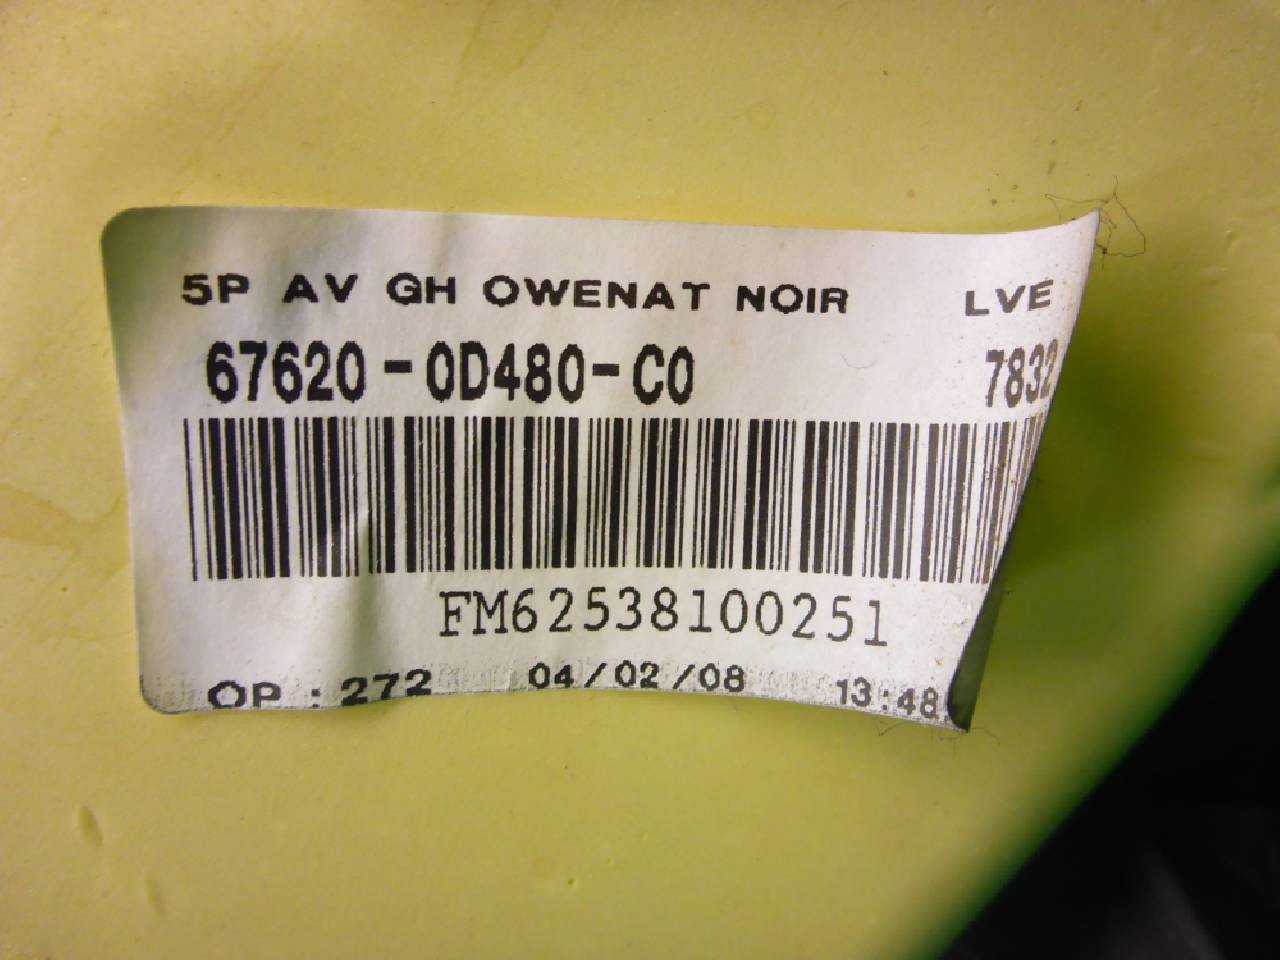 5P AV GH OWENAT NOIR LVE
67620-0D480-C0 7832
FM62538100251
OP : 272 04/02/08 13:48